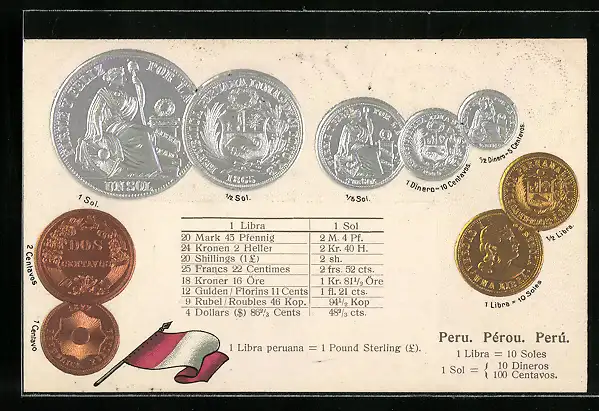 Y FELIZ POR LA
UN SOL
1 Sol.
1/2 Sol.
1/5 Sol.
1 Dinero=10 Centavos.
1/2 Dinero=5 Centavos.
1/2 Libra.
1 Libra = 10 Soles
DOS
CENTAVOS
2 Centavos
1 Centavo
1 Libra | 1 Sol
20 Mark 43 Pfennig | 2 M. 4 Pf.
24 Kronen 2 Heller | 2 Kr. 40 H.
20 Shillings (1£) | 2 sh.
25 Francs 22 Centimes | 2 frs. 52 cts.
18 Kroner 16 Öre | 1 Kr. 81½ Öre
12 Gulden/Florins 11 Cents | 1 fl. 21 cts.
9 Rubel/Roubles 46 Kop. | 94½ Kop
4 Dollars ($) 86⅔ Cents | 48⅔ cts.
1 Libra peruana = 1 Pound Sterling (£).
Peru. Pérou. Perú.
1 Libra = 10 Soles
1 Sol = { 10 Dineros
100 Centavos.